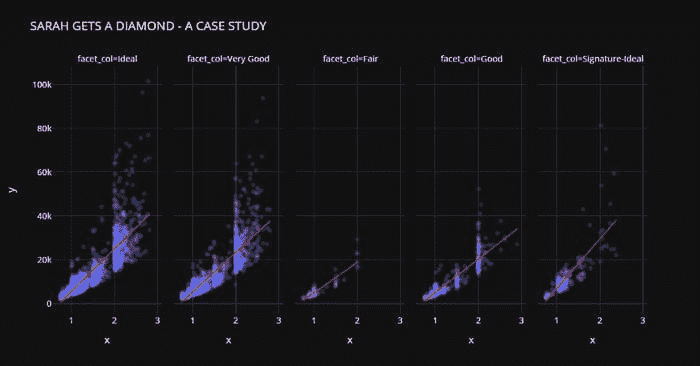 SARAH GETS A DIAMOND - A CASE STUDY
facet_col=Ideal facet_col=Very Good facet_col=Fair facet_col=Good facet_col=Signature-Ideal
100k
80k
60k
y
40k
20k
0
1 2 3 1 2 3 1 2 3 1 2 3 1 2 3
x x x x x